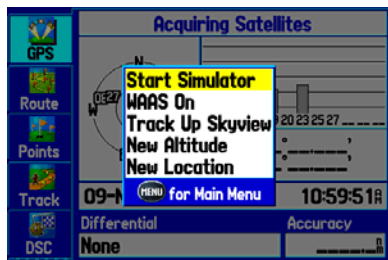 Acquiring Satellites
GPS
Route
Points
Track
DSC
N
W
Start Simulator
WAAS On
Track Up Skyview
New Altitude
New Location
MENU for Main Menu
20 23 25 27
09-N
10:59:51
Differential
None
Accuracy